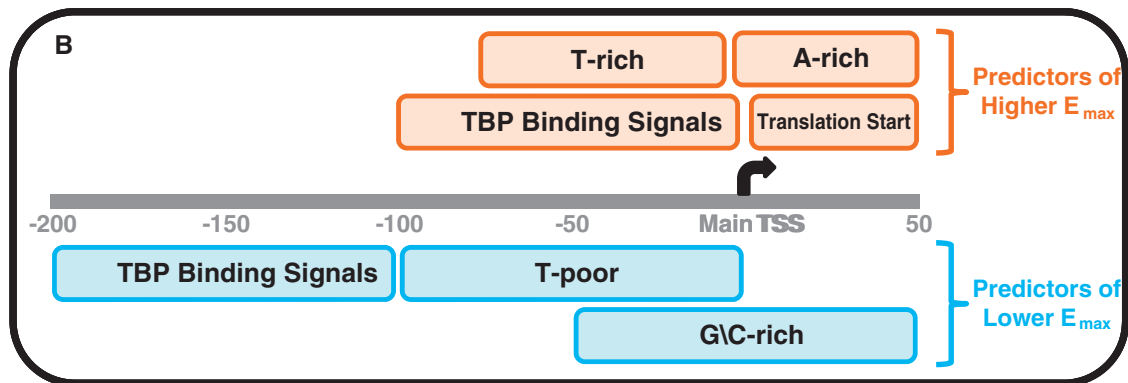 B
T-rich
A-rich
Predictors of
Higher E max
TBP Binding Signals
Translation Start
-200
-150
-100
-50
Main TSS
50
TBP Binding Signals
T-poor
Predictors of
Lower E max
G\C-rich